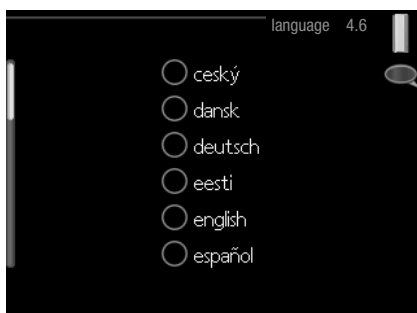 language 4.6
ceský
dansk
deutsch
eesti
english
español